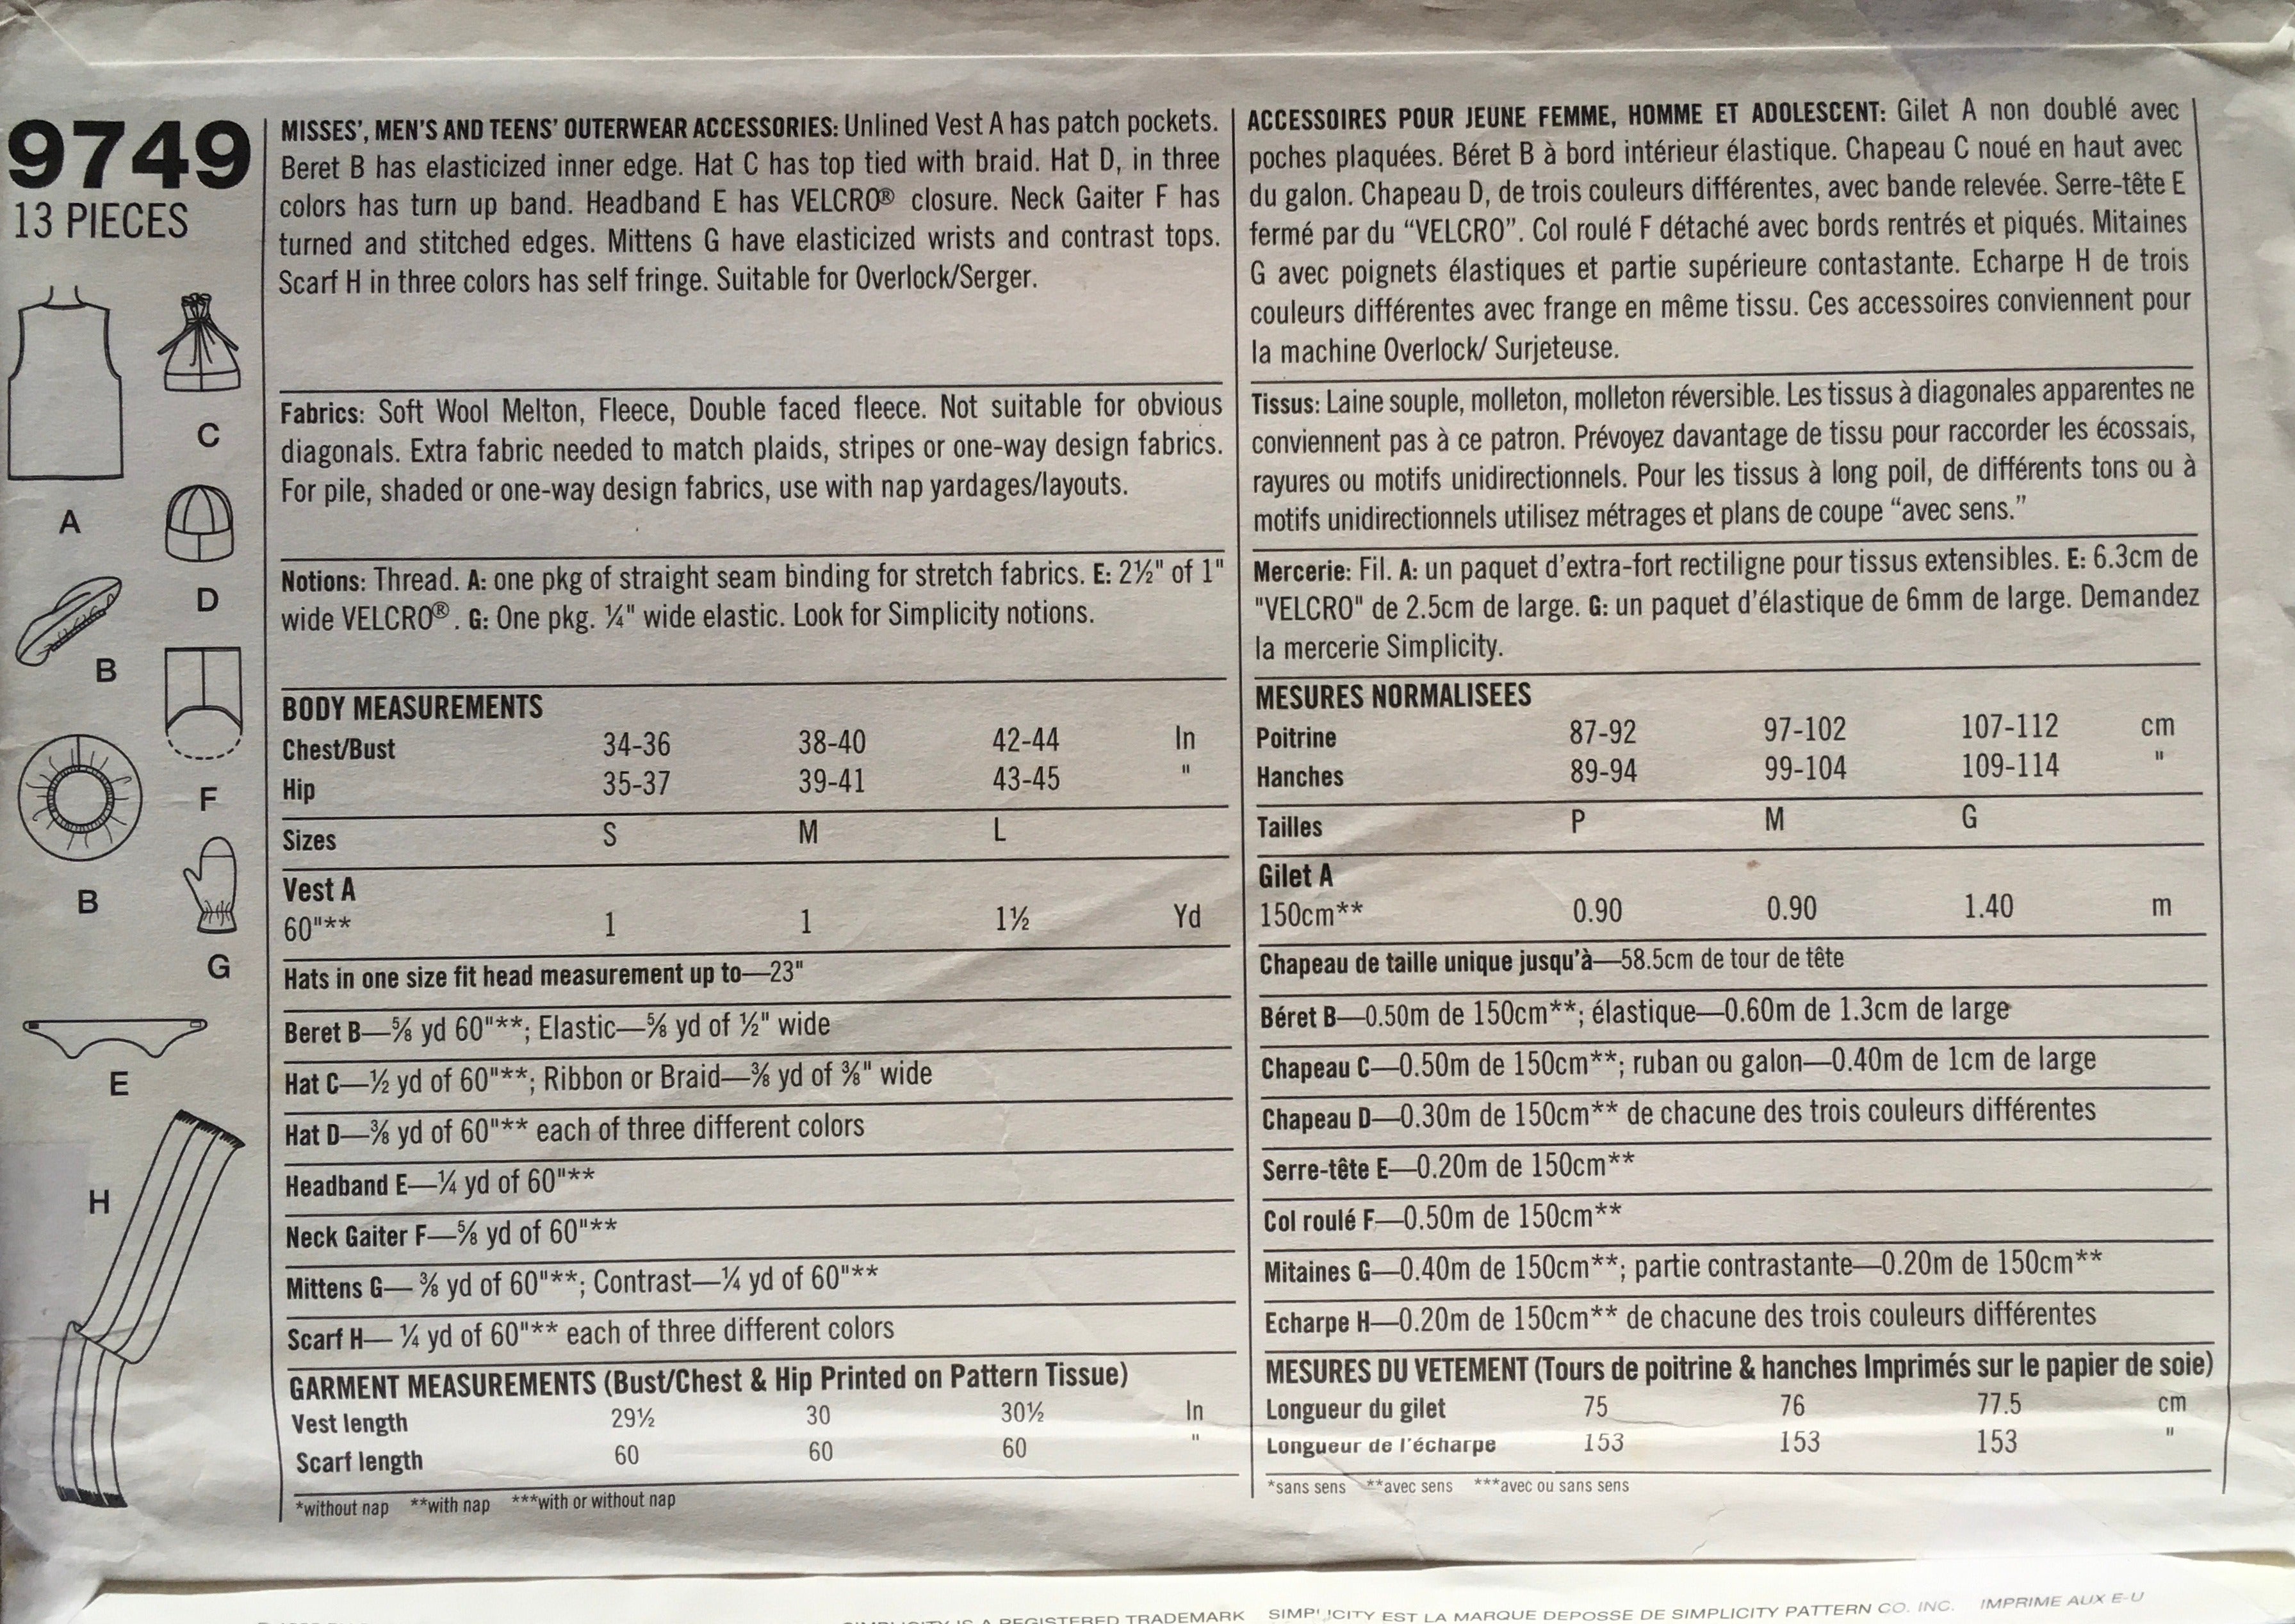 9749
13 PIECES
A
C
D
B
F
B
G
E
H
MISSES', MEN'S AND TEENS' OUTERWEAR ACCESSORIES: Unlined Vest A has patch pockets.
Beret B has elasticized inner edge. Hat C has top tied with braid. Hat D, in three
colors has turn up band. Headband E has VELCRO® closure. Neck Gaiter F has
turned and stitched edges. Mittens G have elasticized wrists and contrast tops.
Scarf H in three colors has self fringe. Suitable for Overlock/Serger.
Fabrics: Soft Wool Melton, Fleece, Double faced fleece. Not suitable for obvious
diagonals. Extra fabric needed to match plaids, stripes or one-way design fabrics.
For pile, shaded or one-way design fabrics, use with nap yardages/layouts.
Notions: Thread. A: one pkg of straight seam binding for stretch fabrics. E: 2½" of 1"
wide VELCRO®. G: One pkg. ¼" wide elastic. Look for Simplicity notions.
BODY MEASUREMENTS
Chest/Bust 34-36 38-40 42-44 In
Hip 35-37 39-41 43-45 "
Sizes S M L
Vest A
60"** 1 1 1½ Yd
Hats in one size fit head measurement up to—23"
Beret B—⅝ yd 60"**; Elastic—⅝ yd of ½" wide
Hat C—½ yd of 60"**; Ribbon or Braid—⅜ yd of ⅜" wide
Hat D—⅜ yd of 60"** each of three different colors
Headband E—¼ yd of 60"**
Neck Gaiter F—⅝ yd of 60"**
Mittens G— ⅜ yd of 60"**; Contrast—¼ yd of 60"**
Scarf H— ¼ yd of 60"** each of three different colors
GARMENT MEASUREMENTS (Bust/Chest & Hip Printed on Pattern Tissue)
Vest length 29½ 30 30½ In
Scarf length 60 60 60 "
*without nap **with nap ***with or without nap
ACCESSOIRES POUR JEUNE FEMME, HOMME ET ADOLESCENT: Gilet A non doublé avec
poches plaquées. Béret B à bord intérieur élastique. Chapeau C noué en haut avec
du galon. Chapeau D, de trois couleurs différentes, avec bande relevée. Serre-tête E
fermé par du “VELCRO”. Col roulé F détaché avec bords rentrés et piqués. Mitaines
G avec poignets élastiques et partie supérieure contastante. Echarpe H de trois
couleurs différentes avec frange en même tissu. Ces accessoires conviennent pour
la machine Overlock/ Surjeteuse.
Tissus: Laine souple, molleton, molleton réversible. Les tissus à diagonales apparentes ne
conviennent pas à ce patron. Prévoyez davantage de tissu pour raccorder les écossais,
rayures ou motifs unidirectionnels. Pour les tissus à long poil, de différents tons ou à
motifs unidirectionnels utilisez métrages et plans de coupe “avec sens.”
Mercerie: Fil. A: un paquet d'extra-fort rectiligne pour tissus extensibles. E: 6.3cm de
"VELCRO" de 2.5cm de large. G: un paquet d'élastique de 6mm de large. Demandez
la mercerie Simplicity.
MESURES NORMALISEES
Poitrine 87-92 97-102 107-112 cm
Hanches 89-94 99-104 109-114 "
Tailles P M G
Gilet A
150cm** 0.90 0.90 1.40 m
Chapeau de taille unique jusqu'à—58.5cm de tour de tête
Béret B—0.50m de 150cm**; élastique—0.60m de 1.3cm de large
Chapeau C—0.50m de 150cm**; ruban ou galon—0.40m de 1cm de large
Chapeau D—0.30m de 150cm** de chacune des trois couleurs différentes
Serre-tête E—0.20m de 150cm**
Col roulé F—0.50m de 150cm**
Mitaines G—0.40m de 150cm**; partie contrastante—0.20m de 150cm**
Echarpe H—0.20m de 150cm** de chacune des trois couleurs différentes
MESURES DU VETEMENT (Tours de poitrine & hanches Imprimés sur le papier de soie)
Longueur du gilet 75 76 77.5 cm
Longueur de l'écharpe 153 153 153 "
*sans sens **avec sens ***avec ou sans sens
IS A REGISTERED TRADEMARK SIMPLICITY EST LA MARQUE DEPOSSE DE SIMPLICITY PATTERN CO. INC. IMPRIME AUX E-U